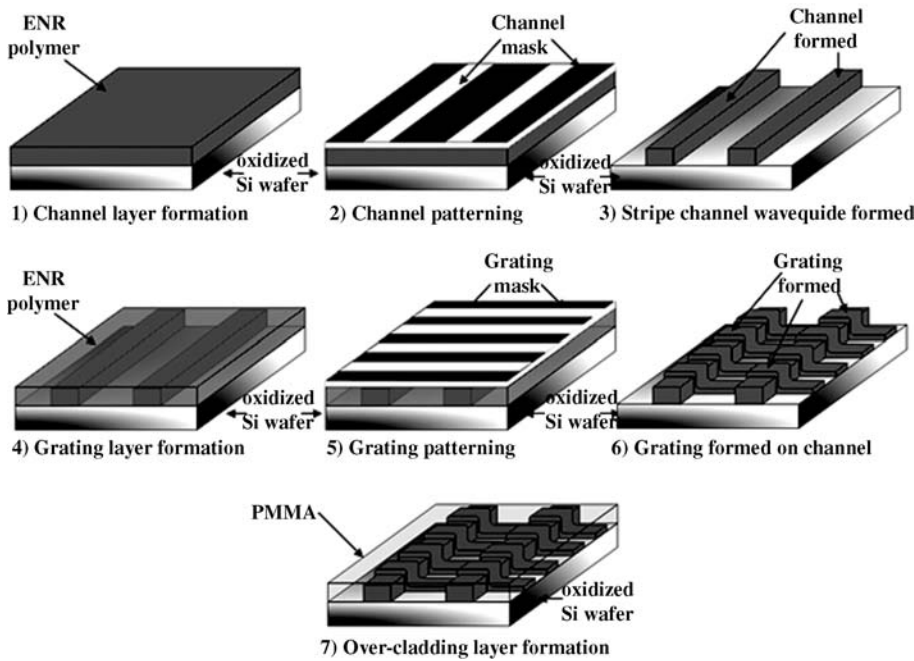 ENR
polymer
Channel
mask
Channel
formed
oxidized
Si wafer
oxidized
Si wafer
1) Channel layer formation
2) Channel patterning
3) Stripe channel wavequide formed
ENR
polymer
Grating
mask
Grating
formed
oxidized
Si wafer
oxidized
Si wafer
4) Grating layer formation
5) Grating patterning
6) Grating formed on channel
PMMA
oxidized
Si wafer
7) Over-cladding layer formation